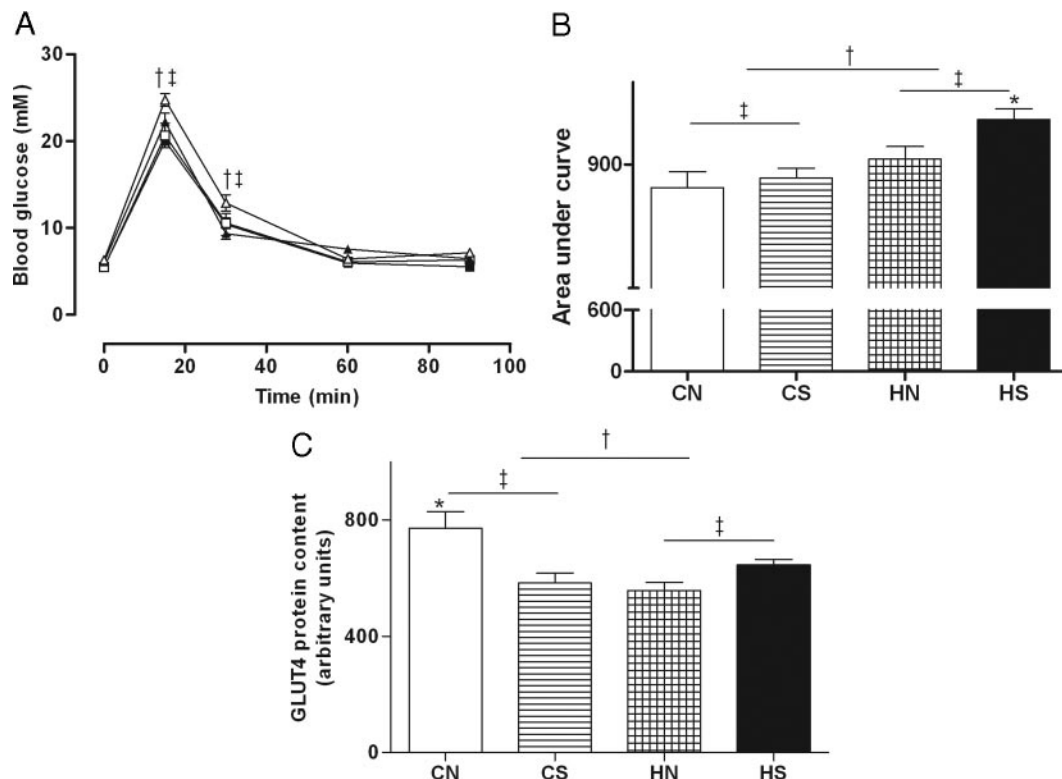 A
Blood glucose (mM)
30
20
10
0
†‡
†‡
0 20 40 60 80 100
Time (min)
B
Area under curve
900
600
0
†
‡
‡
*
CN CS HN HS
C
GLUT4 protein content
(arbitrary units)
800
400
0
†
‡
‡
*
CN CS HN HS